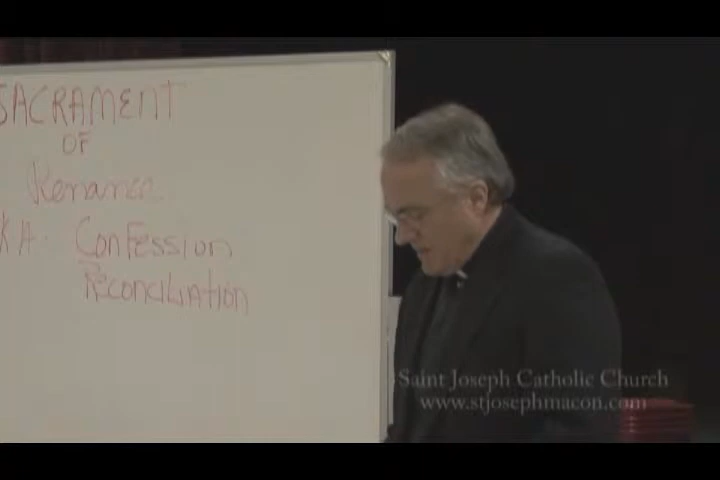 SACRAMENT
OF
Penance
KA. Confession
Reconciliation
Saint Joseph Catholic Church
www.stjosephmacon.com